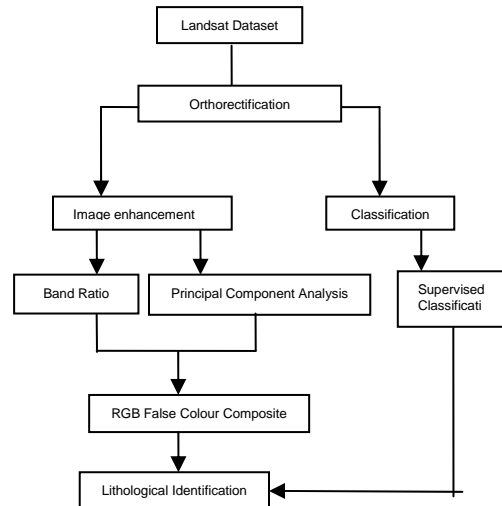 Landsat Dataset
Orthorectification
Image enhancement
Classification
Band Ratio
Principal Component Analysis
Supervised
Classificati
RGB False Colour Composite
Lithological Identification